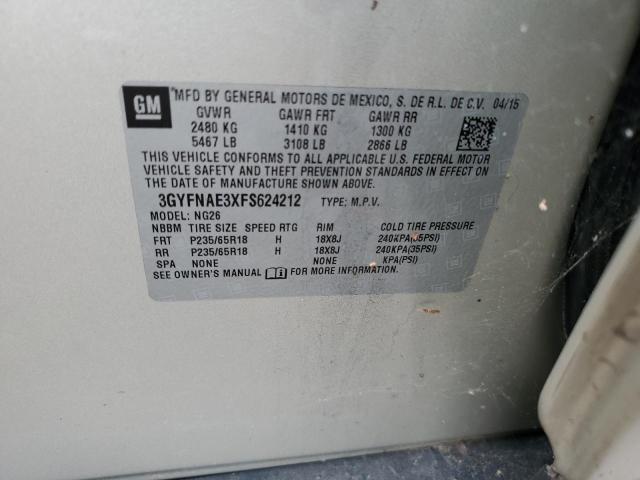 GM
MFD BY GENERAL MOTORS DE MEXICO, S. DE R.L. DE C.V. 04/15
GVWR GAWR FRT GAWR RR
2480 KG 1410 KG 1300 KG
5467 LB 3108 LB 2866 LB
THIS VEHICLE CONFORMS TO ALL APPLICABLE U.S. FEDERAL MOTOR
VEHICLE SAFETY AND THEFT PREVENTION STANDARDS IN EFFECT ON
THE DATE OF MANUFACTURE SHOWN ABOVE.
3GYFNAE3XFS624212 TYPE: M.P.V.
MODEL: NG26
NBBM TIRE SIZE SPEED RTG RIM COLD TIRE PRESSURE
FRT P235/65R18 H 18X8J 240KPA(35PSI)
RR P235/65R18 H 18X8J 240KPA(35PSI)
SPA NONE NONE KPA(PSI)
SEE OWNER'S MANUAL FOR MORE INFORMATION.